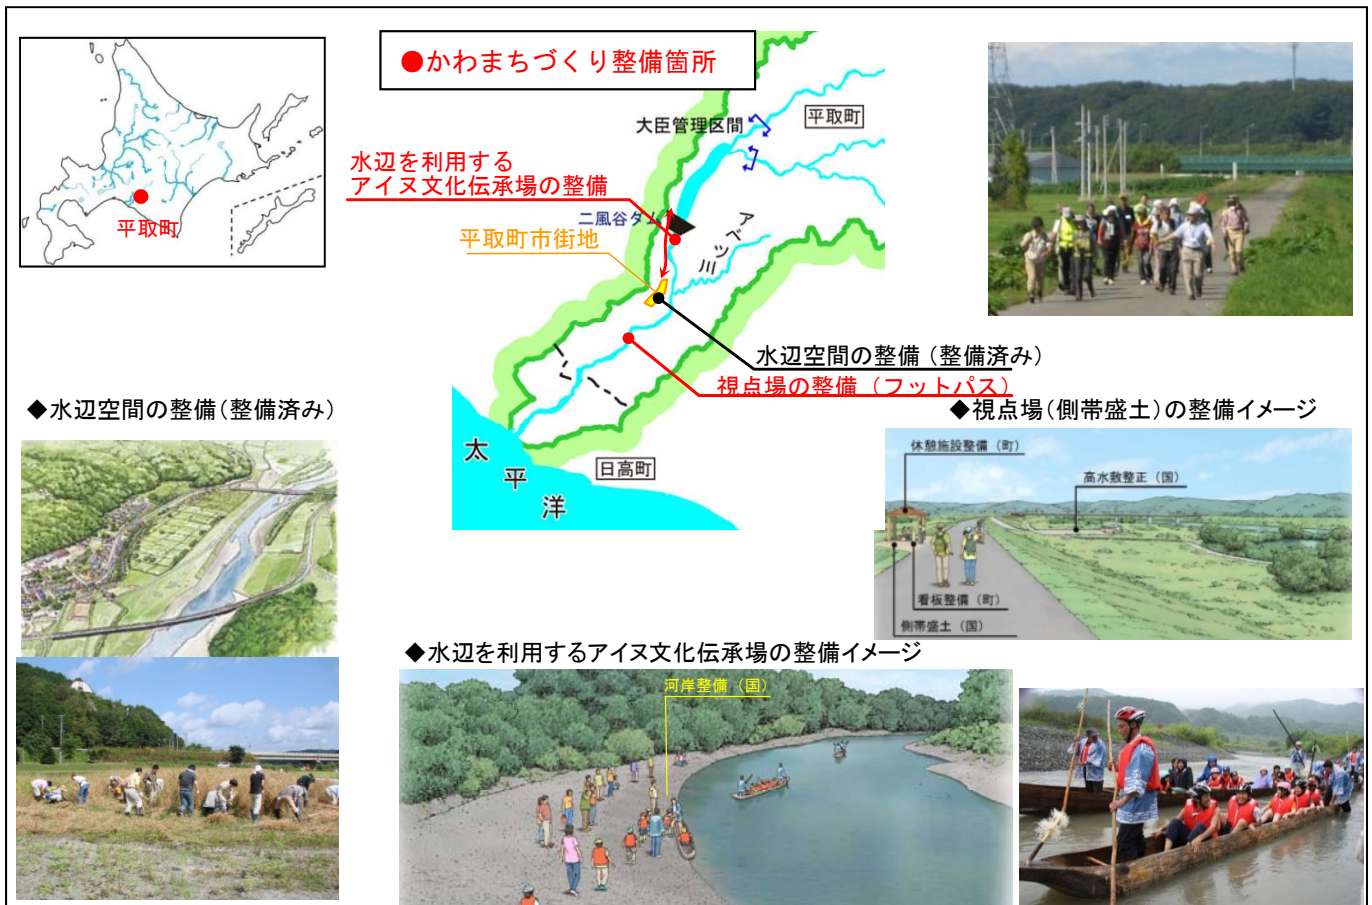 ●かわまちづくり整備箇所
平取町
大臣管理区間
平取町
水辺を利用する
アイヌ文化伝承場の整備
二風谷ダム
平取町市街地
アベツ川
水辺空間の整備（整備済み）
視点場の整備（フットパス）
太平洋
日高町
◆水辺空間の整備（整備済み）
◆視点場（側帯盛土）の整備イメージ
休憩施設整備（町）
高水敷整正（国）
看板整備（町）
側帯盛土（国）
◆水辺を利用するアイヌ文化伝承場の整備イメージ
河岸整備（国）